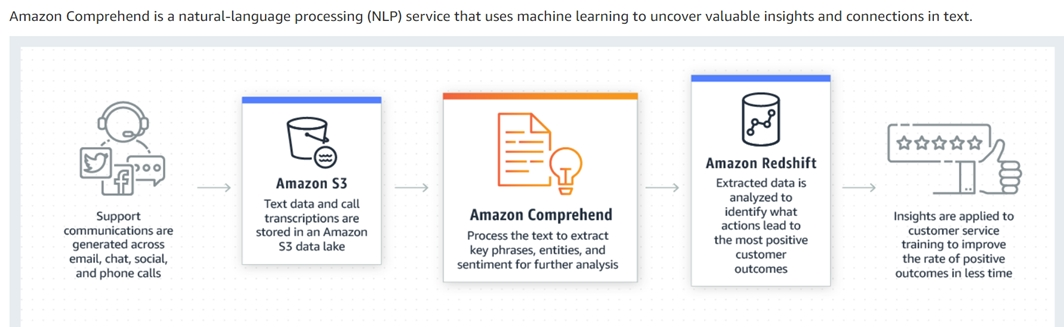 Amazon Comprehend is a natural-language processing (NLP) service that uses machine learning to uncover valuable insights and connections in text.
Support
communications are
generated across
email, chat, social,
and phone calls
Amazon S3
Text data and call
transcriptions are
stored in an Amazon
S3 data lake
Amazon Comprehend
Process the text to extract
key phrases, entities, and
sentiment for further analysis
Amazon Redshift
Extracted data is
analyzed to
identify what
actions lead to
the most positive
customer
outcomes
Insights are applied to
customer service
training to improve
the rate of positive
outcomes in less time